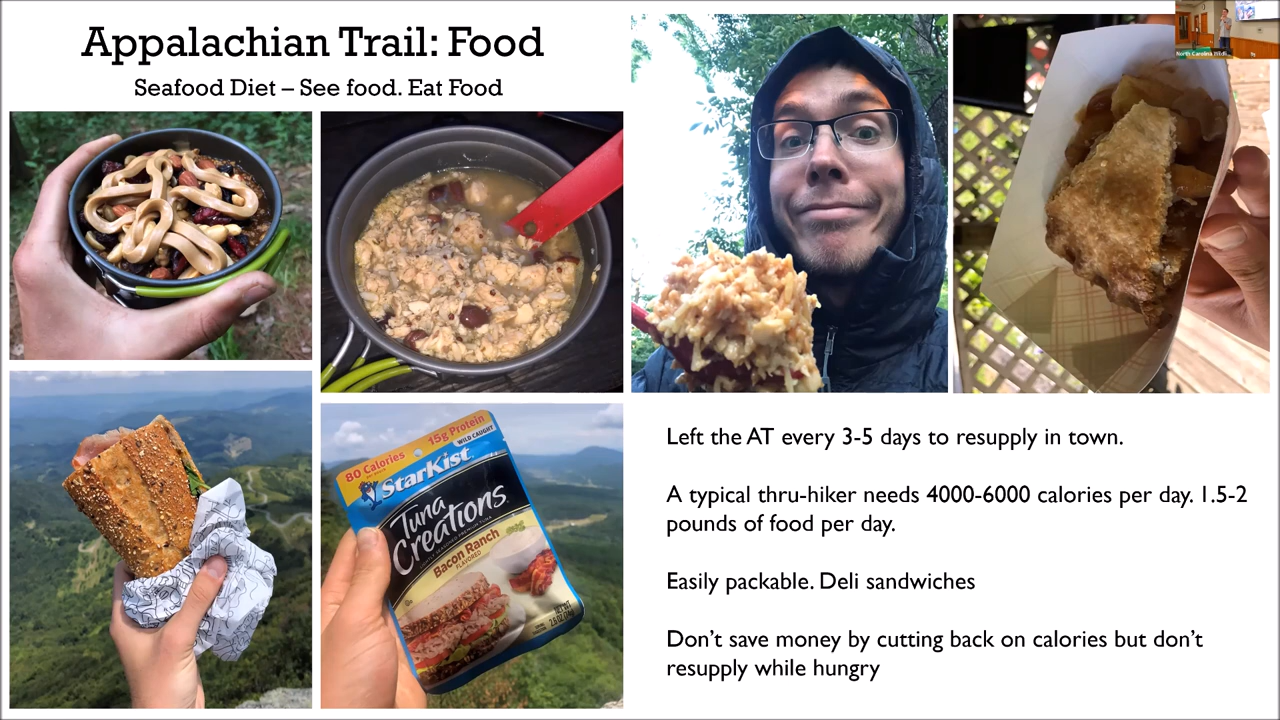 Appalachian Trail: Food
Seafood Diet – See food. Eat Food
80 Calories
15g Protein
WILD CAUGHT
StarKist
Tuna
Creations
Bacon Ranch
FLAVORED
North Carolina Wildli...
Left the AT every 3-5 days to resupply in town.
A typical thru-hiker needs 4000-6000 calories per day. 1.5-2
pounds of food per day.
Easily packable. Deli sandwiches
Don’t save money by cutting back on calories but don’t
resupply while hungry